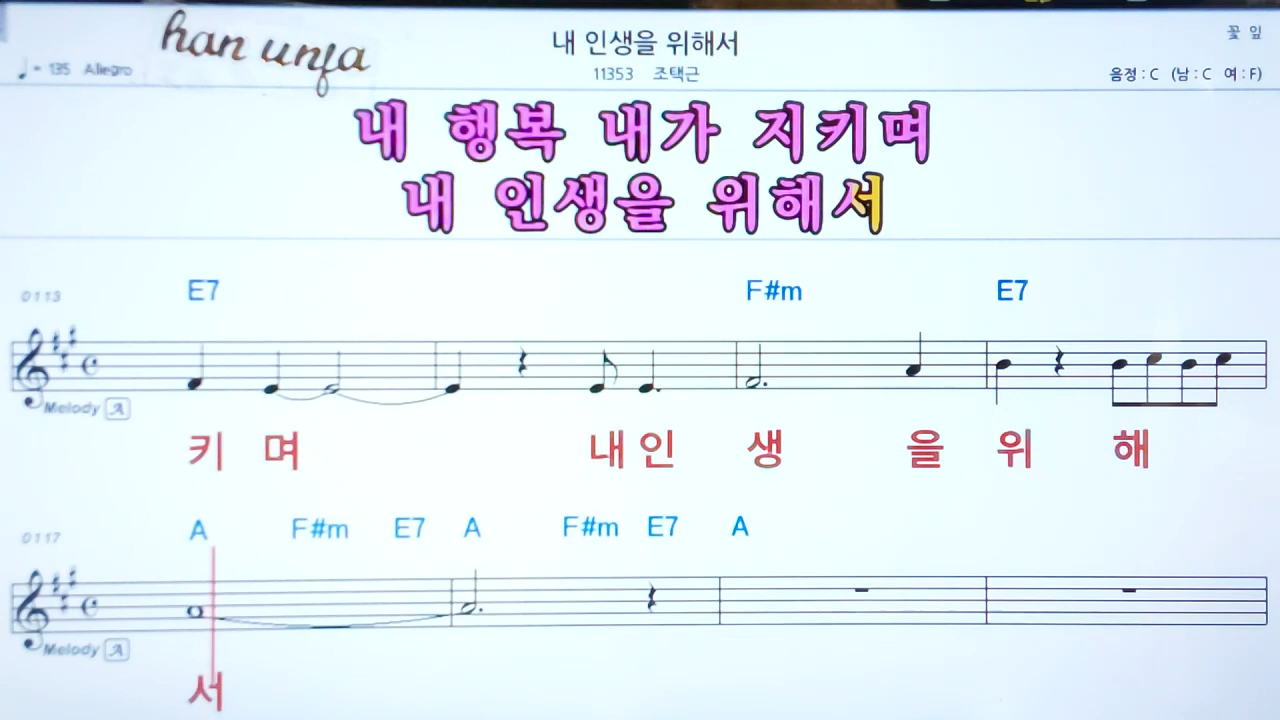 han unja
내 인생을 위해서
꽃 잎
♩= 135 Allegro
11353 조택근
음정 : C (남 : C 여 : F)
내 행복 내가 지키며
내 인생을 위해서
0113
E7 F#m E7
Melody A
키 며 내 인 생 을 위 해
0117
A F#m E7 A F#m E7 A
Melody A
서